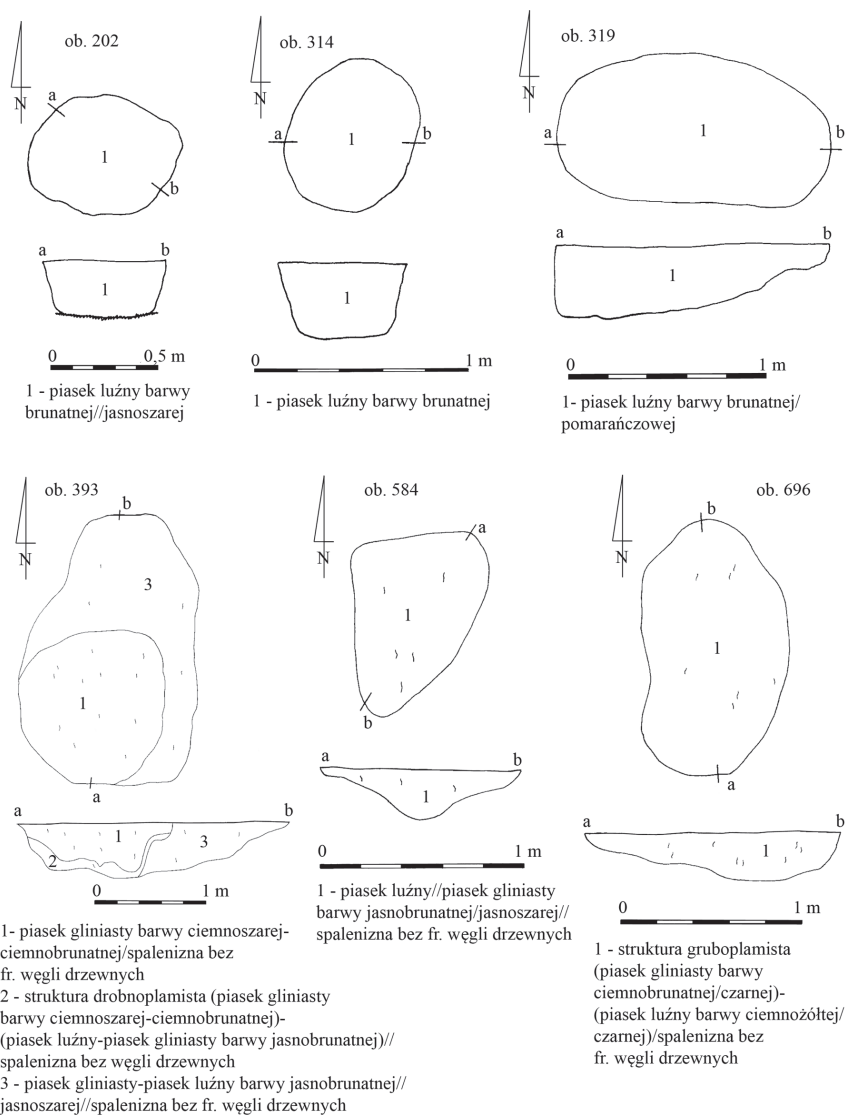 ob. 202
N
a
1
b
a
b
1
0
0,5 m
1 - piasek luźny barwy
brunatnej//jasnoszarej
ob. 314
N
a
1
b
1
0
1 m
1 - piasek luźny barwy brunatnej
ob. 319
N
a
1
b
a
b
1
0
1 m
1- piasek luźny barwy brunatnej/
pomarańczowej
ob. 393
N
b
3
1
a
a
b
1
2
3
0
1 m
1- piasek gliniasty barwy ciemnoszarej-
ciemnobrunatnej/spalenizna bez
fr. węgli drzewnych
2 - struktura drobnoplamista (piasek gliniasty
barwy ciemnoszarej-ciemnobrunatnej)-
(piasek luźny-piasek gliniasty barwy jasnobrunatnej)//
spalenizna bez węgli drzewnych
3 - piasek gliniasty-piasek luźny barwy jasnobrunatnej//
jasnoszarej//spalenizna bez fr. węgli drzewnych
ob. 584
N
a
1
b
a
b
1
0
1 m
1 - piasek luźny//piasek gliniasty
barwy jasnobrunatnej/jasnoszarej//
spalenizna bez fr. węgli drzewnych
ob. 696
N
b
1
a
a
b
1
0
1 m
1 - struktura gruboplamista
(piasek gliniasty barwy
ciemnobrunatnej/czarnej)-
(piasek luźny barwy ciemnożółtej/
czarnej)/spalenizna bez
fr. węgli drzewnych